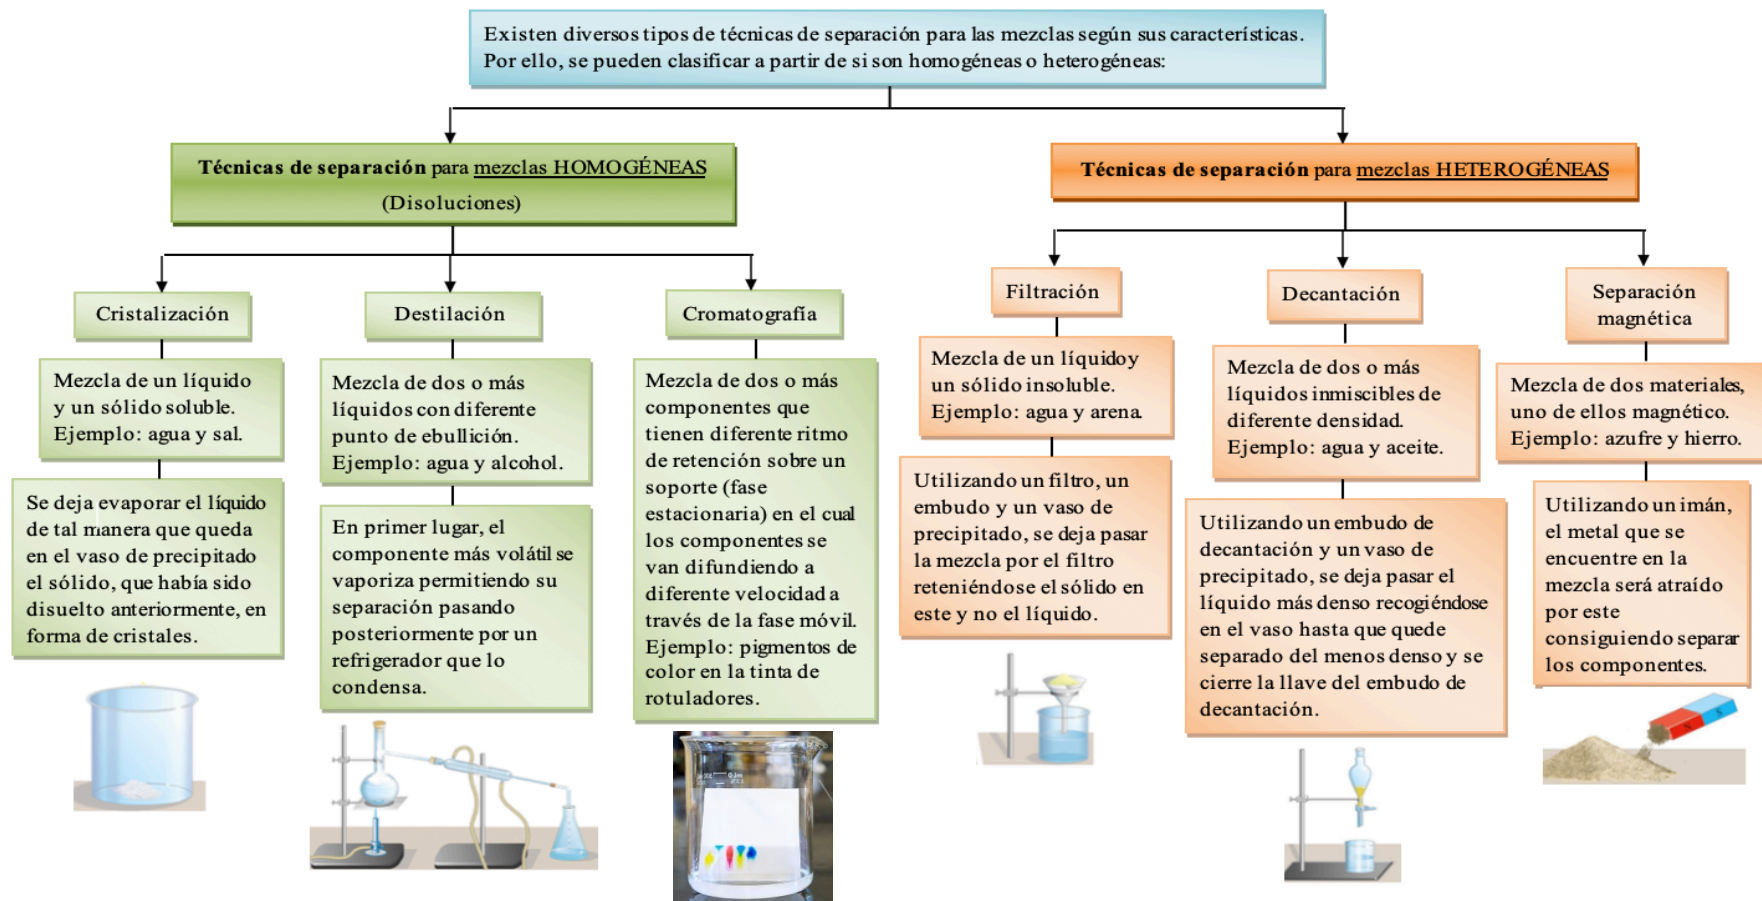 Existen diversos tipos de técnicas de separación para las mezclas según sus características.
Por ello, se pueden clasificar a partir de si son homogéneas o heterogéneas:
Técnicas de separación para mezclas HOMOGÉNEAS
(Disoluciones)
Cristalización
Mezcla de un líquido
y un sólido soluble.
Ejemplo: agua y sal.
Se deja evaporar el líquido
de tal manera que queda
en el vaso de precipitado
el sólido, que había sido
disuelto anteriormente, en
forma de cristales.
Destilación
Mezcla de dos o más
líquidos con diferente
punto de ebullición.
Ejemplo: agua y alcohol.
En primer lugar, el
componente más volátil se
vaporiza permitiendo su
separación pasando
posteriormente por un
refrigerador que lo
condensa.
Cromatografía
Mezcla de dos o más
componentes que
tienen diferente ritmo
de retención sobre un
soporte (fase
estacionaria) en el cual
los componentes se
van difundiendo a
diferente velocidad a
través de la fase móvil.
Ejemplo: pigmentos de
color en la tinta de
rotuladores.
Técnicas de separación para mezclas HETEROGÉNEAS
Filtración
Mezcla de un líquido y
un sólido insoluble.
Ejemplo: agua y arena.
Utilizando un filtro, un
embudo y un vaso de
precipitado, se deja pasar
la mezcla por el filtro
reteniéndose el sólido en
este y no el líquido.
Decantación
Mezcla de dos o más
líquidos inmiscibles de
diferente densidad.
Ejemplo: agua y aceite.
Utilizando un embudo de
decantación y un vaso de
precipitado, se deja pasar el
líquido más denso recogiéndose
en el vaso hasta que quede
separado del menos denso y se
cierre la llave del embudo de
decantación.
Separación
magnética
Mezcla de dos materiales,
uno de ellos magnético.
Ejemplo: azufre y hierro.
Utilizando un imán,
el metal que se
encuentre en la
mezcla será atraído
por este
consiguiendo separar
los componentes.
N S